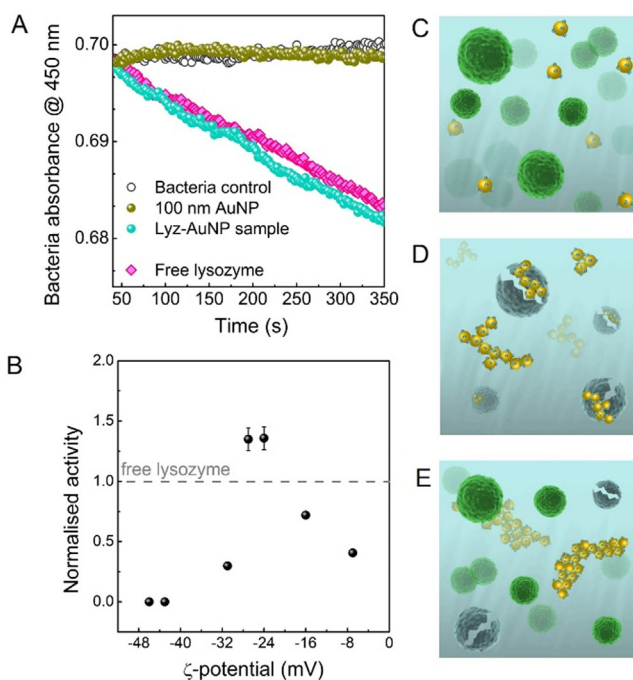 A
Bacteria absorbance @ 450 nm
0.70
0.69
0.68
Bacteria control
100 nm AuNP
Lyz-AuNP sample
Free lysozyme
50 100 150 200 250 300 350
Time (s)
B
Normalised activity
2.0
1.5
1.0
0.5
0.0
free lysozyme
-48 -40 -32 -24 -16 -8 0
ζ-potential (mV)
C
D
E